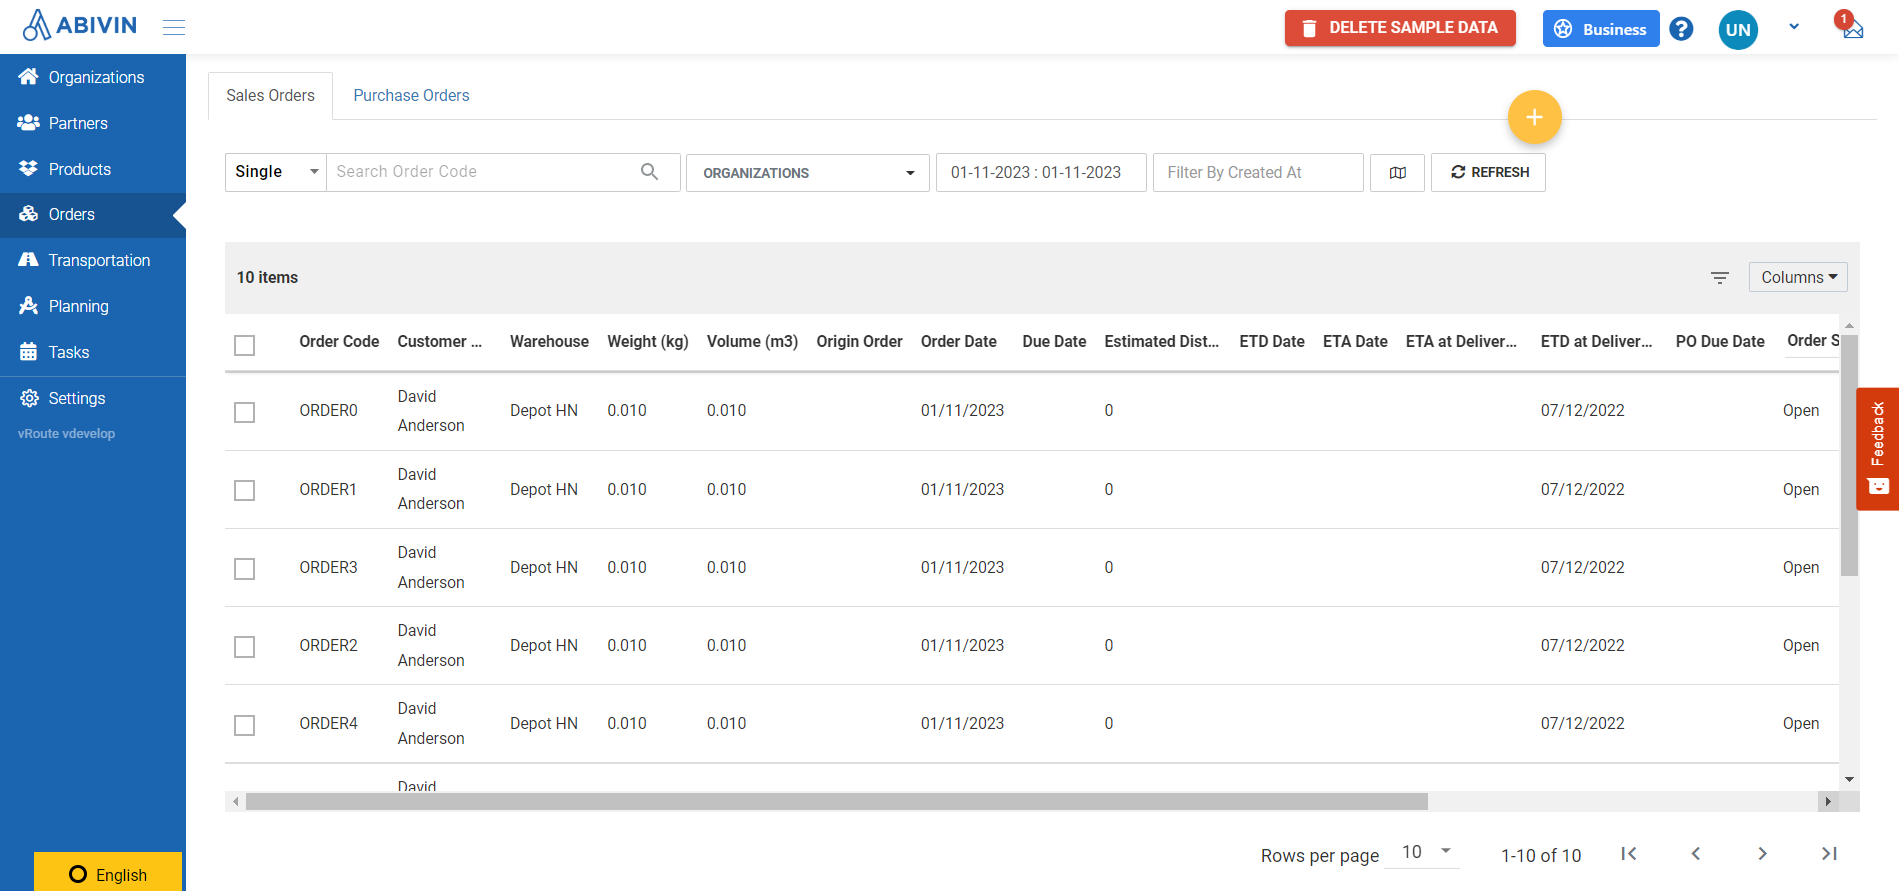 ABIVIN
DELETE SAMPLE DATA
Business
?
UN
1
Organizations
Partners
Products
Orders
Transportation
Planning
Tasks
Settings
vRoute vdevelop
English
Sales Orders
Purchase Orders
+
Single
Search Order Code
ORGANIZATIONS
01-11-2023 : 01-11-2023
Filter By Created At
REFRESH
10 items
Columns
Order Code Customer ... Warehouse Weight (kg) Volume (m3) Origin Order Order Date Due Date Estimated Dist... ETD Date ETA Date ETA at Deliver... ETD at Deliver... PO Due Date Order S
David
ORDER0 Depot HN 0.010 0.010 01/11/2023 0 07/12/2022 Open
Anderson
David
ORDER1 Depot HN 0.010 0.010 01/11/2023 0 07/12/2022 Open
Anderson
David
ORDER3 Depot HN 0.010 0.010 01/11/2023 0 07/12/2022 Open
Anderson
David
ORDER2 Depot HN 0.010 0.010 01/11/2023 0 07/12/2022 Open
Anderson
David
ORDER4 Depot HN 0.010 0.010 01/11/2023 0 07/12/2022 Open
Anderson
David
Rows per page 10 1-10 of 10
Feedback